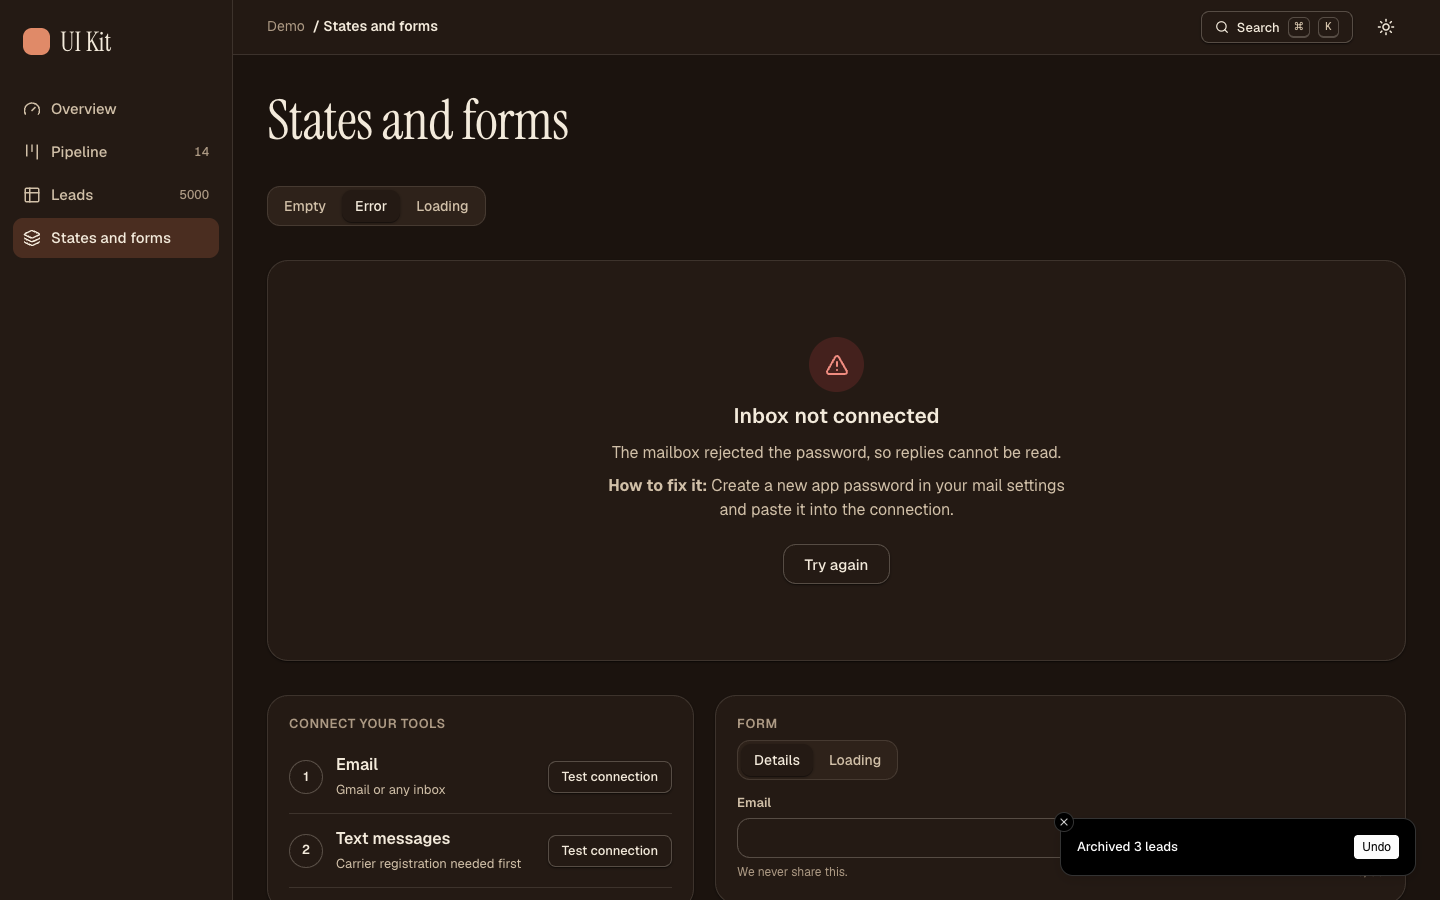 UI Kit
Overview
Pipeline 14
Leads 5000
States and forms
Demo / States and forms
Search ⌘ K
States and forms
Empty Error Loading
Inbox not connected
The mailbox rejected the password, so replies cannot be read.
How to fix it: Create a new app password in your mail settings
and paste it into the connection.
Try again
CONNECT YOUR TOOLS
1 Email
Gmail or any inbox
Test connection
2 Text messages
Carrier registration needed first
Test connection
FORM
Details Loading
Email
We never share this.
Archived 3 leads Undo